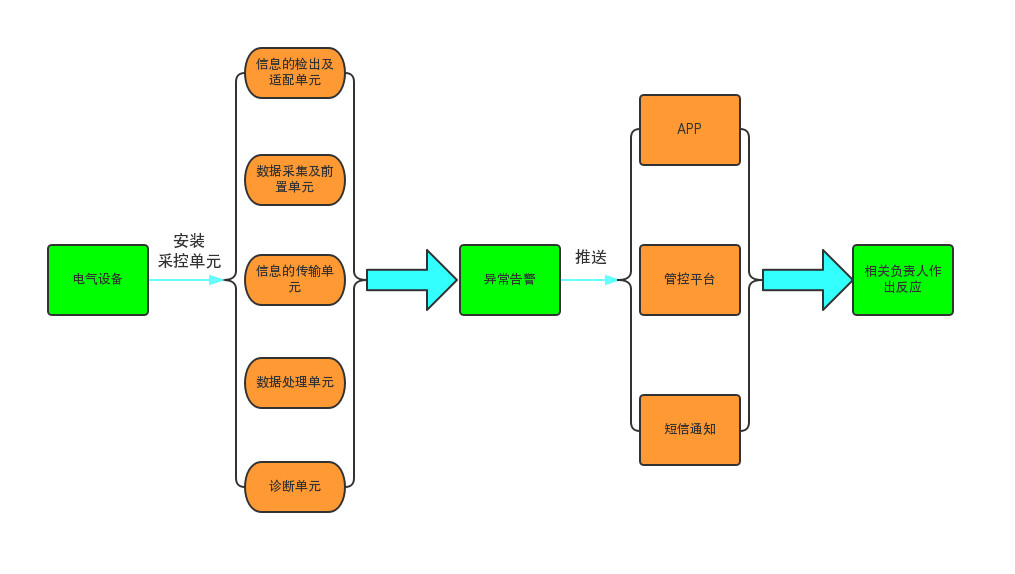 电气设备
安装
采控单元
信息的检出及
适配单元
数据采集及前
置单元
信息的传输单
元
数据处理单元
诊断单元
异常告警
推送
APP
管控平台
短信通知
相关负责人作
出反应